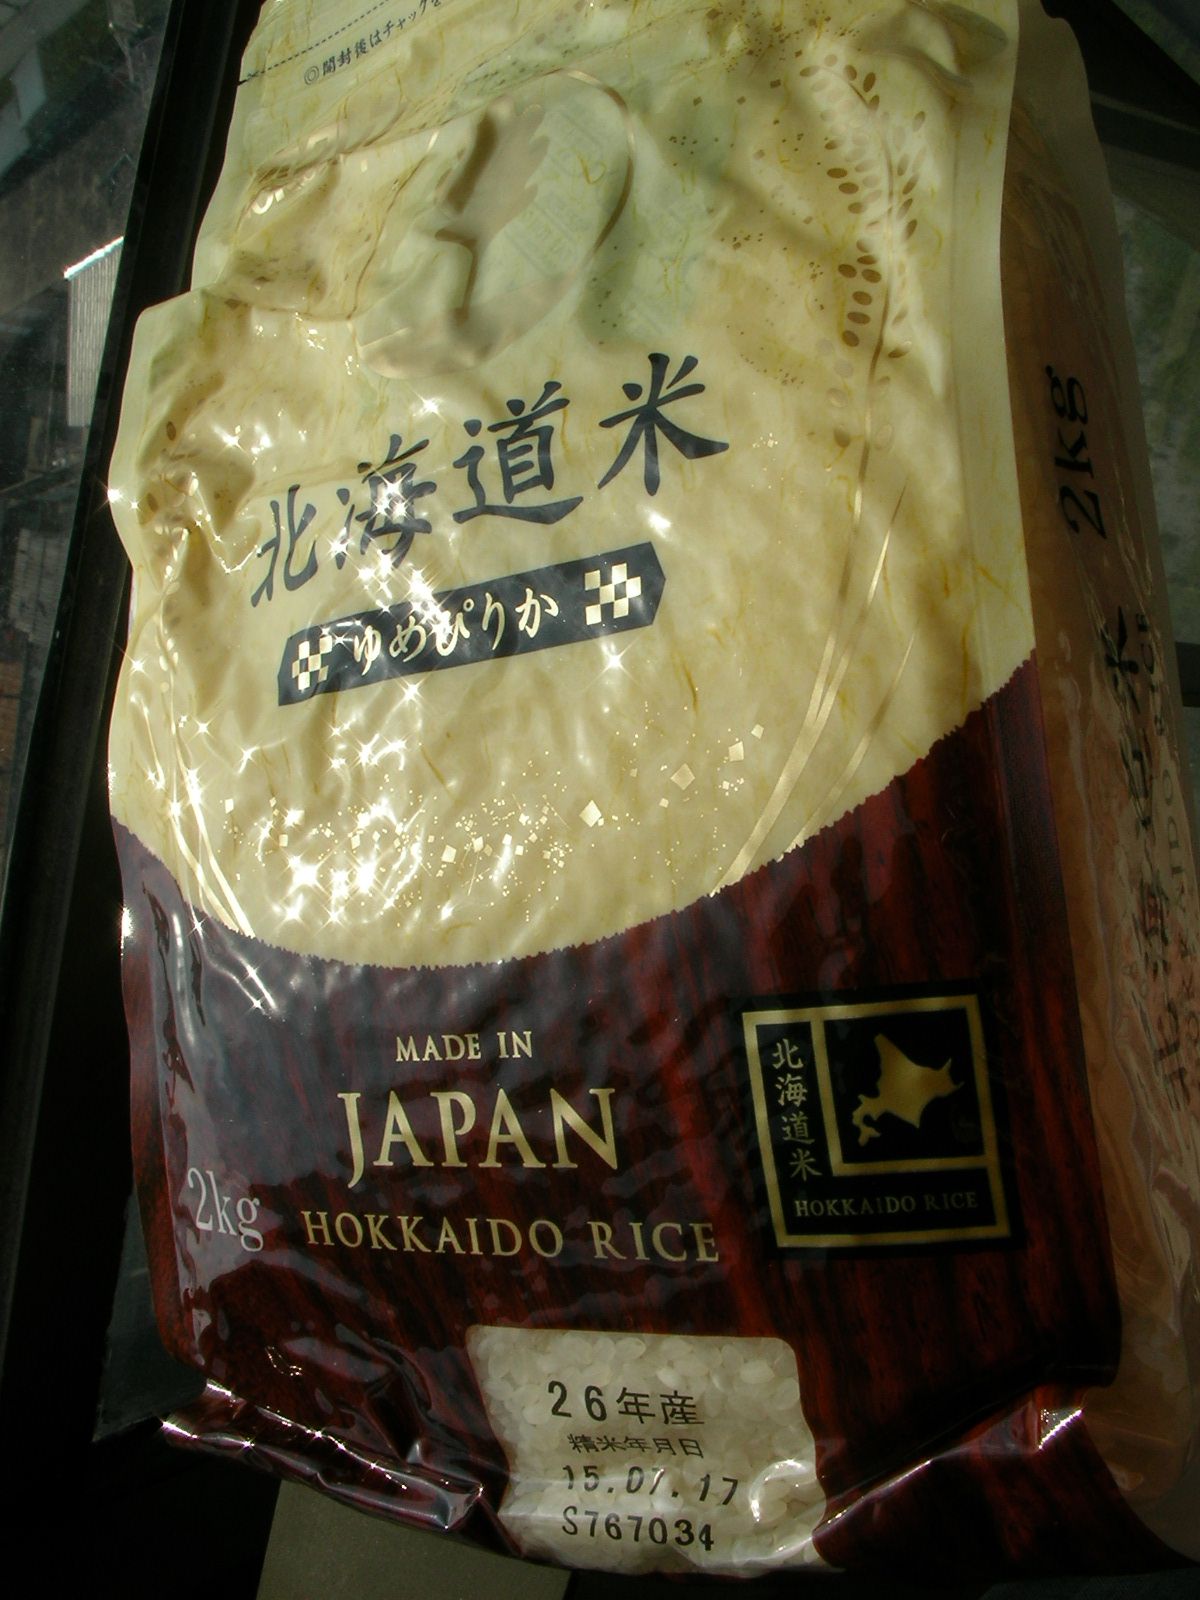 ◎開封後はチャックを
北海道米
ゆめぴりか
MADE IN
JAPAN
HOKKAIDO RICE
2kg
北海道米
HOKKAIDO RICE
26年産
精米年月日
15.07.17
S767034
2kg